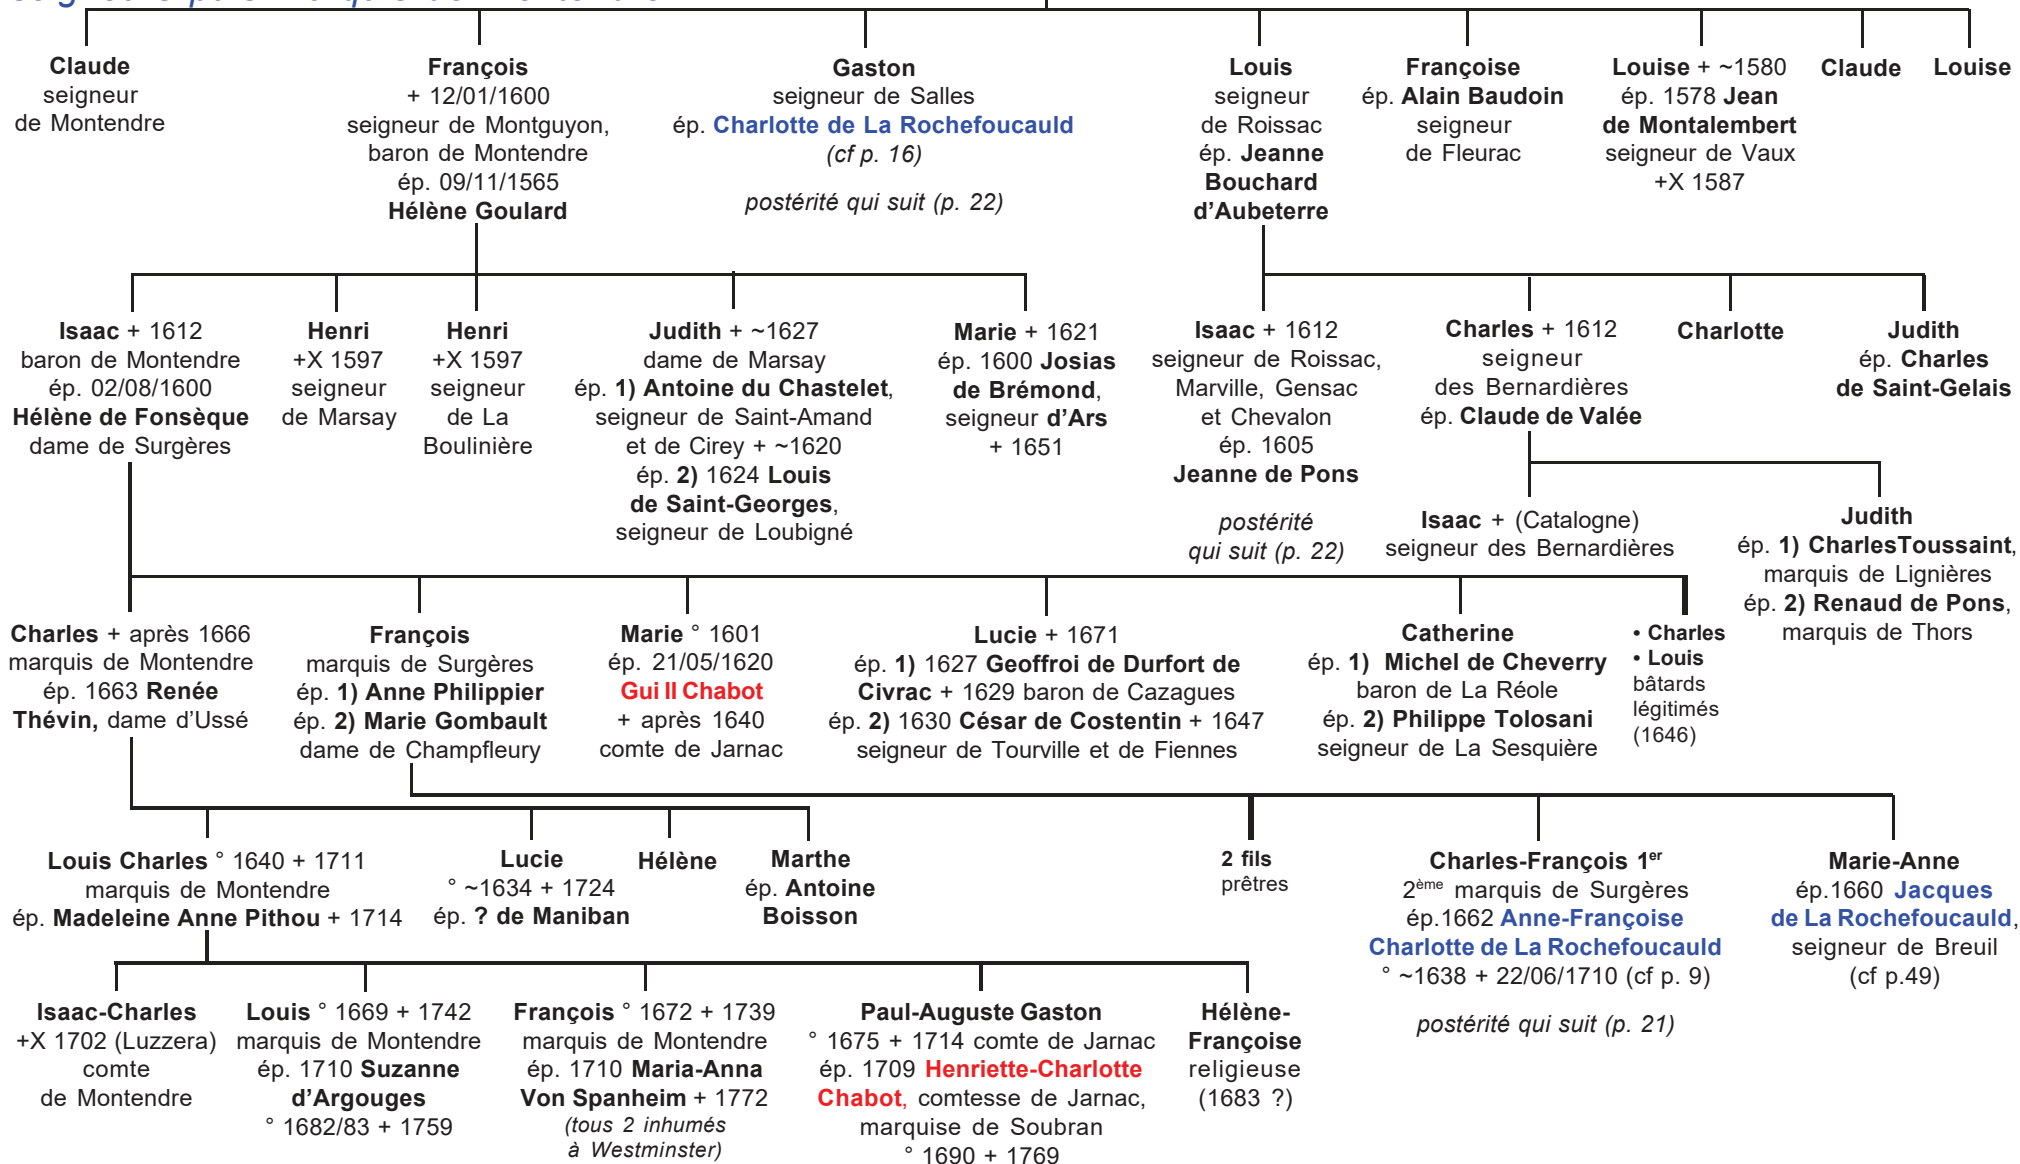 Claude
seigneur
de Montendre
François
+ 12/01/1600
seigneur de Montguyon,
baron de Montendre
ép. 09/11/1565
Hélène Goulard
Gaston
seigneur de Salles
ép. Charlotte de La Rochefoucauld
(cf p. 16)
postérité qui suit (p. 22)
Louis
seigneur
de Roissac
ép. Jeanne
Bouchard
d'Aubeterre
Françoise
ép. Alain Baudoin
seigneur
de Fleurac
Louise + ~1580
ép. 1578 Jean
de Montalembert
seigneur de Vaux
+X 1587
Claude
Louise
Isaac + 1612
baron de Montendre
ép. 02/08/1600
Hélène de Fonsèque
dame de Surgères
Henri
+X 1597
seigneur
de Marsay
Henri
+X 1597
seigneur
de La
Boulinière
Judith + ~1627
dame de Marsay
ép. 1) Antoine du Chastelet,
seigneur de Saint-Amand
et de Cirey + ~1620
ép. 2) 1624 Louis
de Saint-Georges,
seigneur de Loubigné
Marie + 1621
ép. 1600 Josias
de Brémond,
seigneur d'Ars
+ 1651
Isaac + 1612
seigneur de Roissac,
Marville, Gensac
et Chevalon
ép. 1605
Jeanne de Pons
postérité
qui suit (p. 22)
Charles + 1612
seigneur
des Bernardières
ép. Claude de Valée
Charlotte
Judith
ép. Charles
de Saint-Gelais
Isaac + (Catalogne)
seigneur des Bernardières
Judith
ép. 1) CharlesToussaint,
marquis de Lignières
ép. 2) Renaud de Pons,
marquis de Thors
Charles + après 1666
marquis de Montendre
ép. 1663 Renée
Thévin, dame d'Ussé
François
marquis de Surgères
ép. 1) Anne Philippier
ép. 2) Marie Gombault
dame de Champfleury
Marie ° 1601
ép. 21/05/1620
Gui II Chabot
+ après 1640
comte de Jarnac
Lucie + 1671
ép. 1) 1627 Geoffroi de Durfort de
Civrac + 1629 baron de Cazagues
ép. 2) 1630 César de Costentin + 1647
seigneur de Tourville et de Fiennes
Catherine
ép. 1) Michel de Cheverry
baron de La Réole
ép. 2) Philippe Tolosani
seigneur de La Sesquière
• Charles
• Louis
bâtards
légitimés
(1646)
Louis Charles ° 1640 + 1711
marquis de Montendre
ép. Madeleine Anne Pithou + 1714
Lucie
° ~1634 + 1724
ép. ? de Maniban
Hélène
Marthe
ép. Antoine
Boisson
2 fils
prêtres
Charles-François 1er
2ème marquis de Surgères
ép.1662 Anne-Françoise
Charlotte de La Rochefoucauld
° ~1638 + 22/06/1710 (cf p. 9)
postérité qui suit (p. 21)
Marie-Anne
ép.1660 Jacques
de La Rochefoucauld,
seigneur de Breuil
(cf p.49)
Isaac-Charles
+X 1702 (Luzzera)
comte
de Montendre
Louis ° 1669 + 1742
marquis de Montendre
ép. 1710 Suzanne
d'Argouges
° 1682/83 + 1759
François ° 1672 + 1739
marquis de Montendre
ép. 1710 Maria-Anna
Von Spanheim + 1772
(tous 2 inhumés
à Westminster)
Paul-Auguste Gaston
° 1675 + 1714 comte de Jarnac
ép. 1709 Henriette-Charlotte
Chabot, comtesse de Jarnac,
marquise de Soubran
° 1690 + 1769
Hélène-
Françoise
religieuse
(1683 ?)